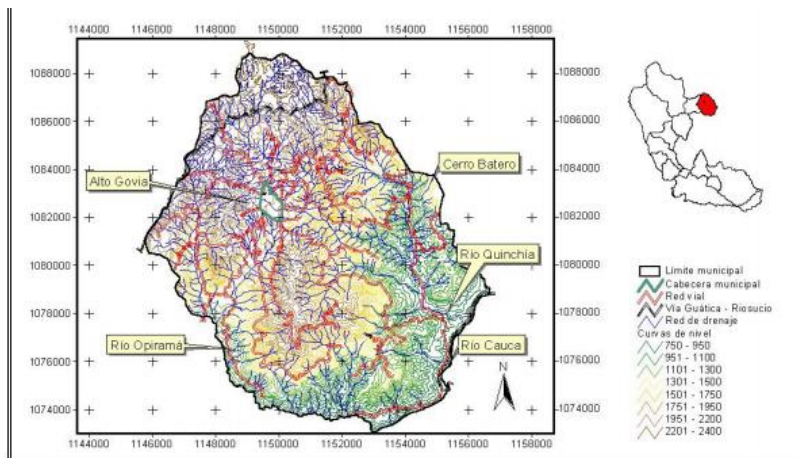 1144000 1146000 1148000 1150000 1152000 1154000 1156000 1158000
1088000 1088000
1086000 1086000
1084000 1084000
1082000 1082000
1080000 1080000
1078000 1078000
1076000 1076000
1074000 1074000
1144000 1146000 1148000 1150000 1152000 1154000 1156000 1158000
Alto Govia
Cerro Batero
Río Quinchía
Río Opiramá
Río Cauca
N
Límite municipal
Cabecera municipal
Red vial
Vía Guática - Riosucio
Red de drenaje
Curvas de nivel
750 - 950
951 - 1100
1101 - 1300
1301 - 1500
1501 - 1750
1751 - 1950
1951 - 2200
2201 - 2400